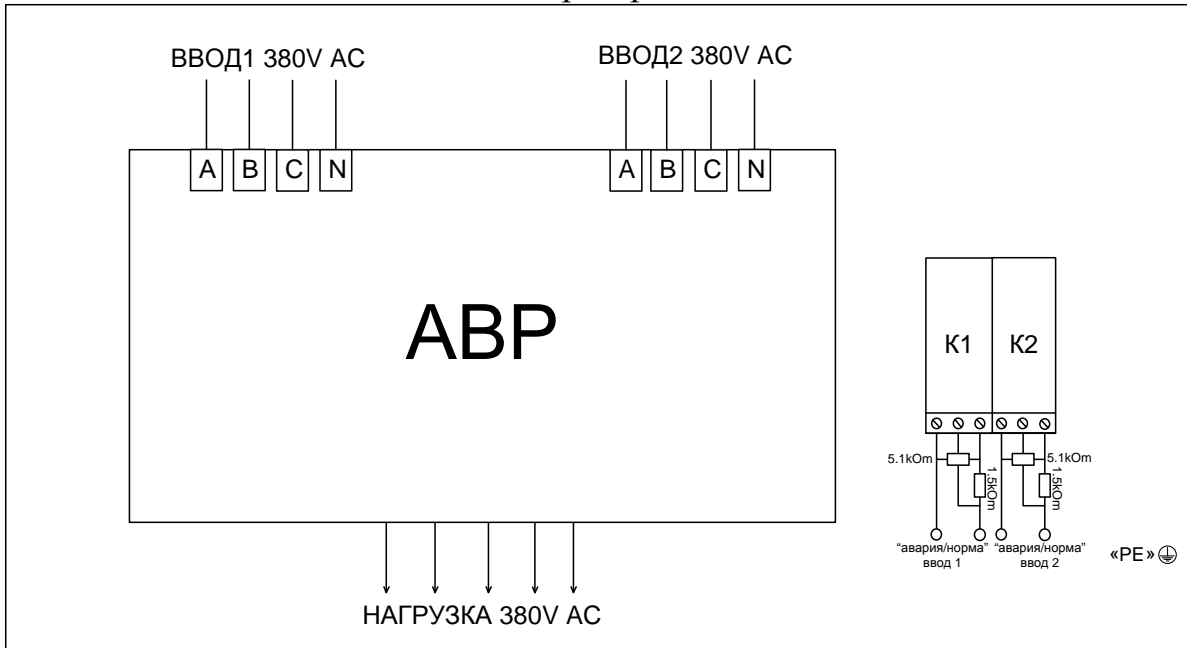 ВВОД1 380V AC
ВВОД2 380V AC
A B C N
A B C N
АВР
К1 К2
5.1kOm
5.1kOm
1.5kOm
1.5kOm
"авария/норма"
ввод 1
"авария/норма"
ввод 2
«РЕ»
НАГРУЗКА 380V AC